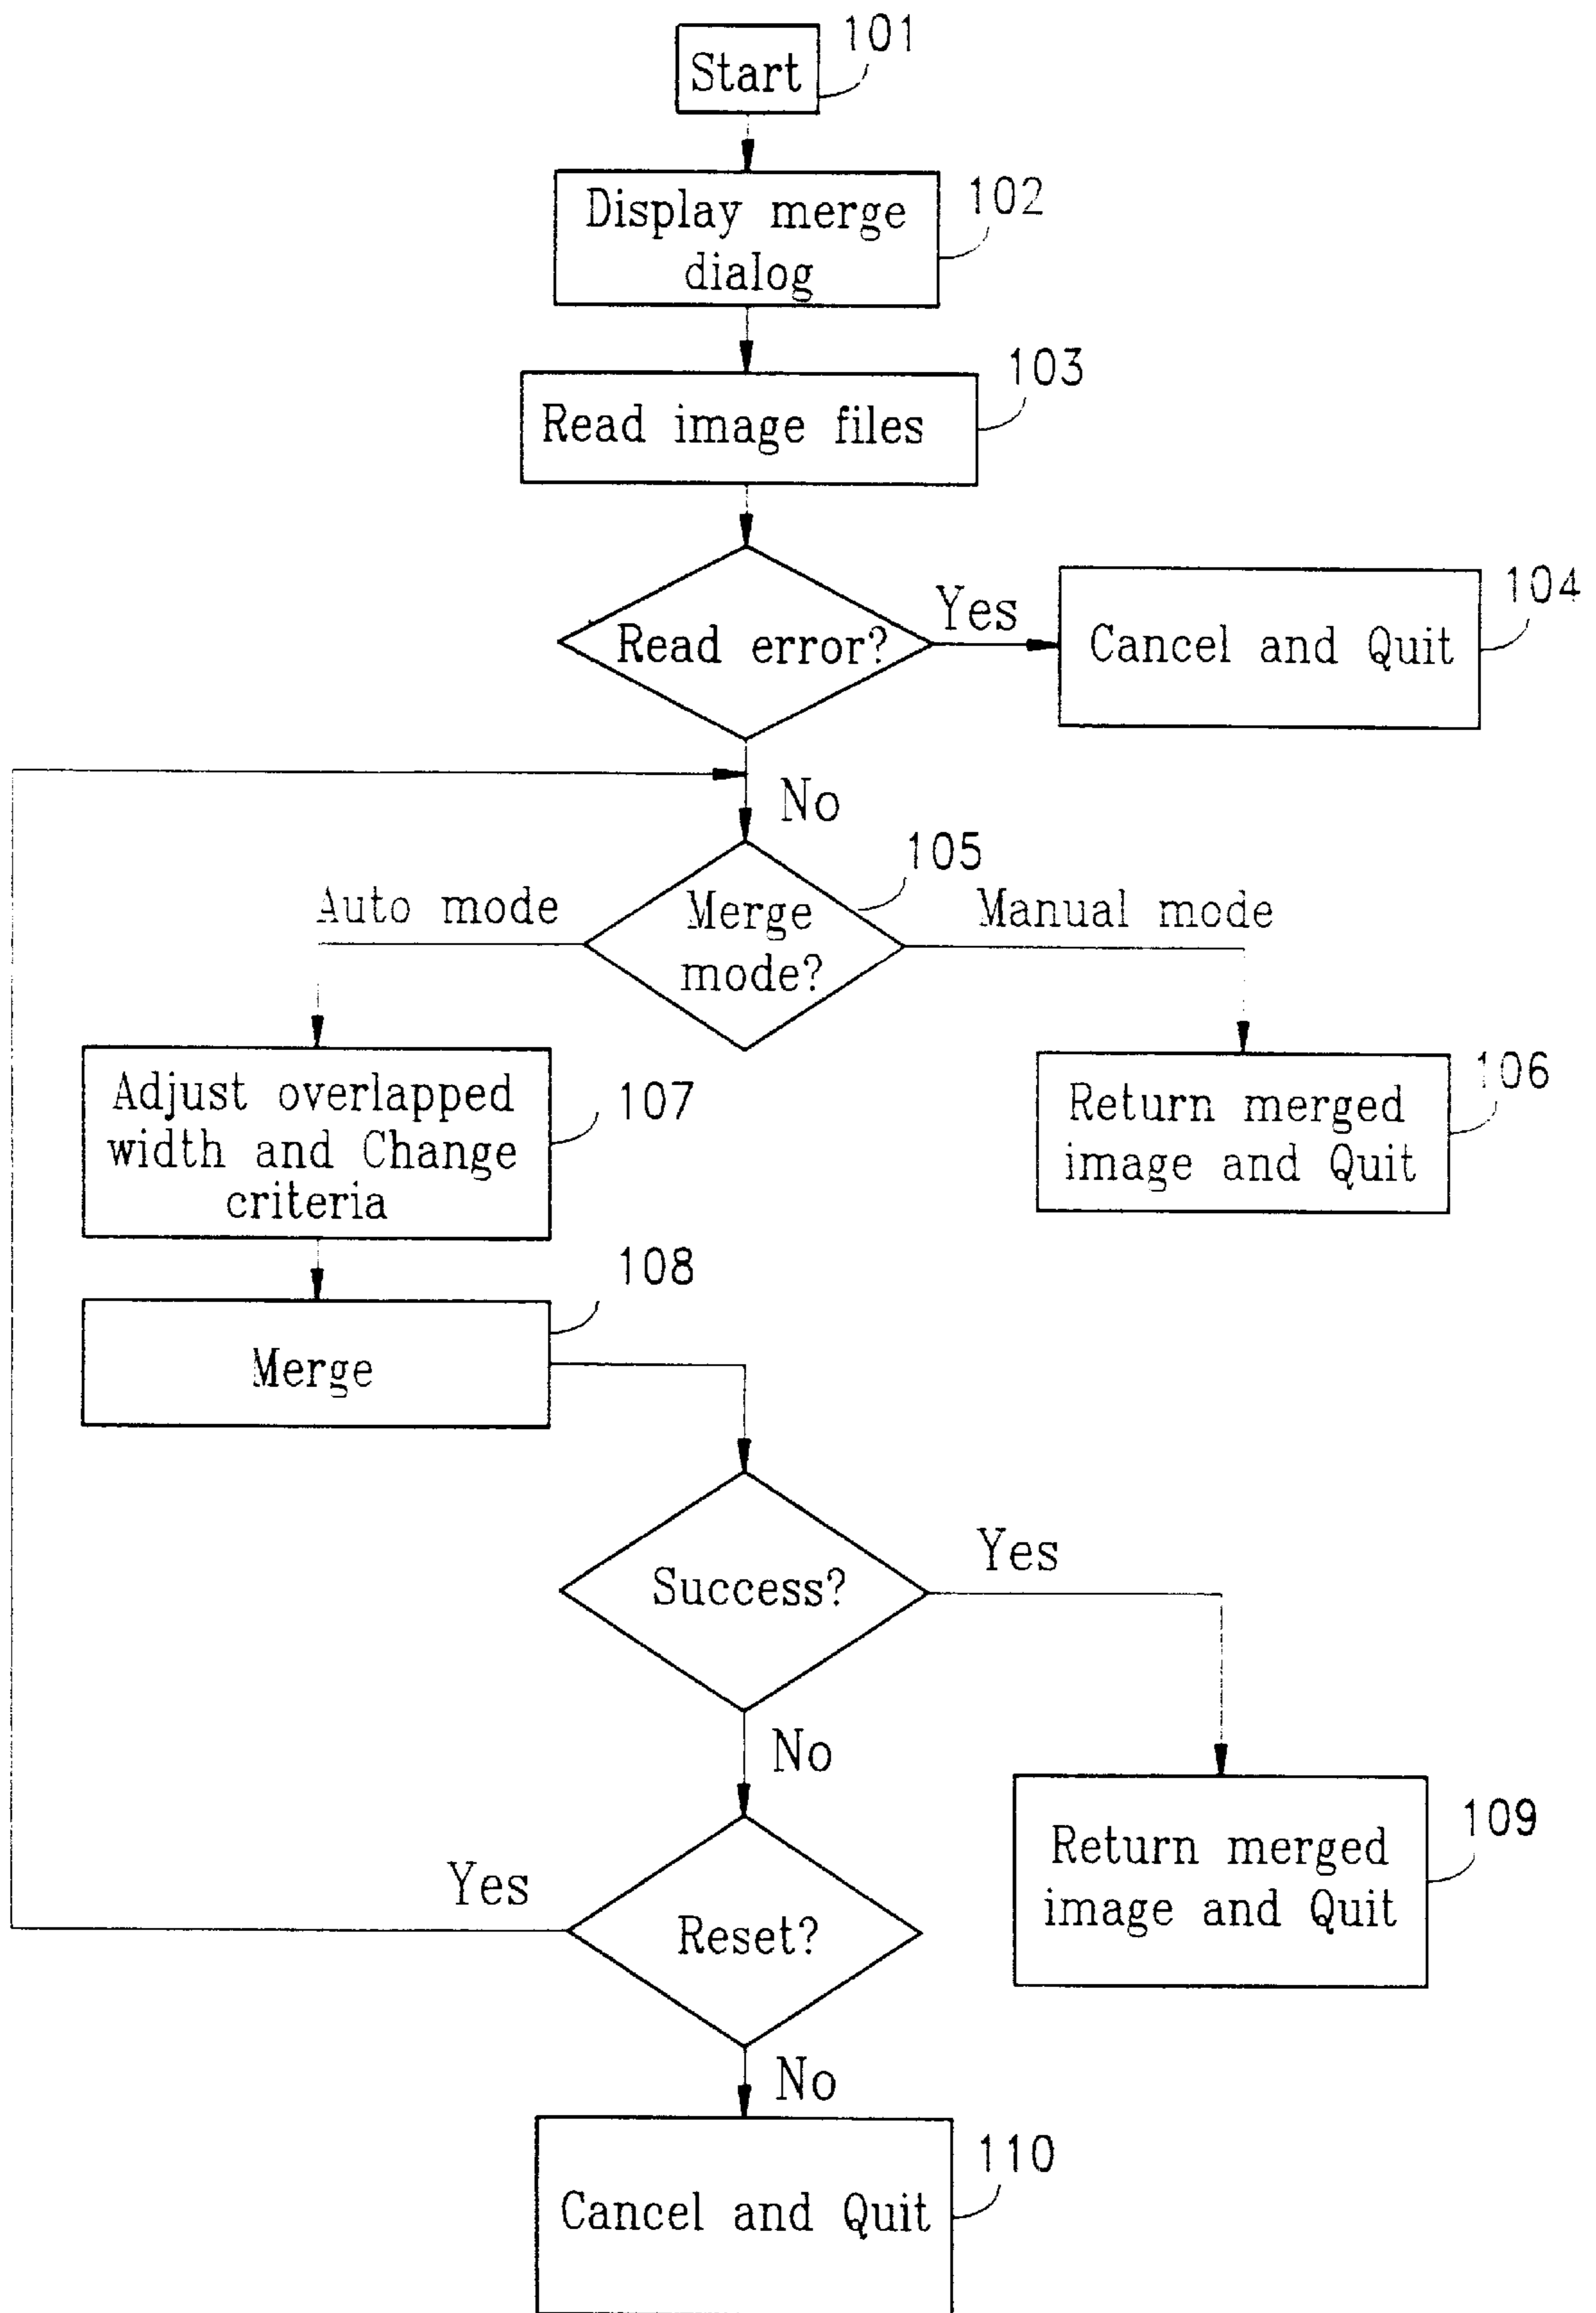 101
Start
102
Display merge
dialog
103
Read image files
Read error?
Yes
104
Cancel and Quit
No
105
Merge
mode?
Auto mode
Manual mode
106
Return merged
image and Quit
Adjust overlapped
width and Change
criteria
107
108
Merge
Success?
Yes
No
109
Return merged
image and Quit
Yes
Reset?
No
110
Cancel and Quit